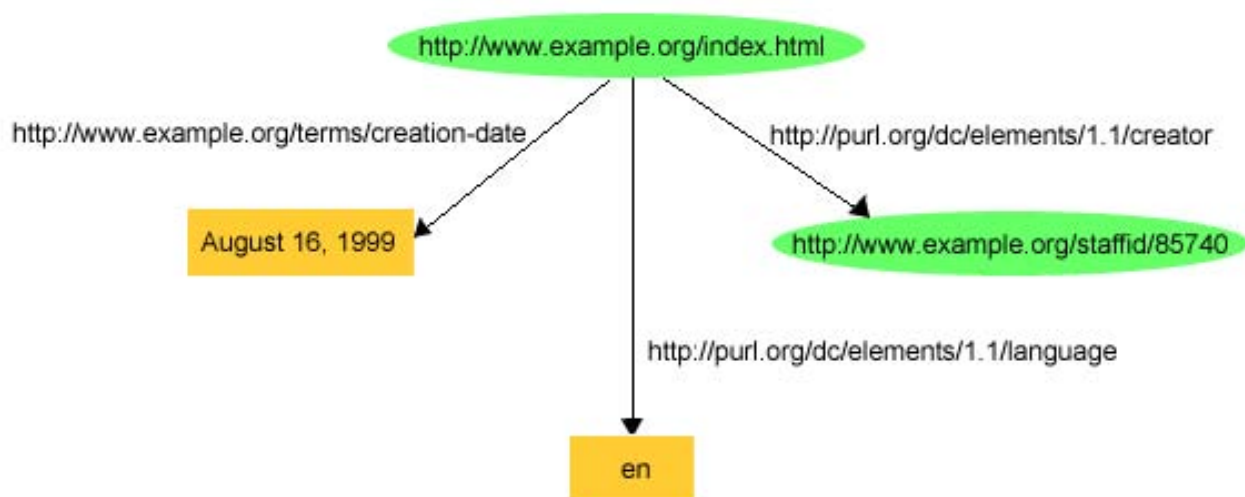 http://www.example.org/index.html
http://www.example.org/terms/creation-date
http://purl.org/dc/elements/1.1/creator
August 16, 1999
http://www.example.org/staffid/85740
http://purl.org/dc/elements/1.1/language
en